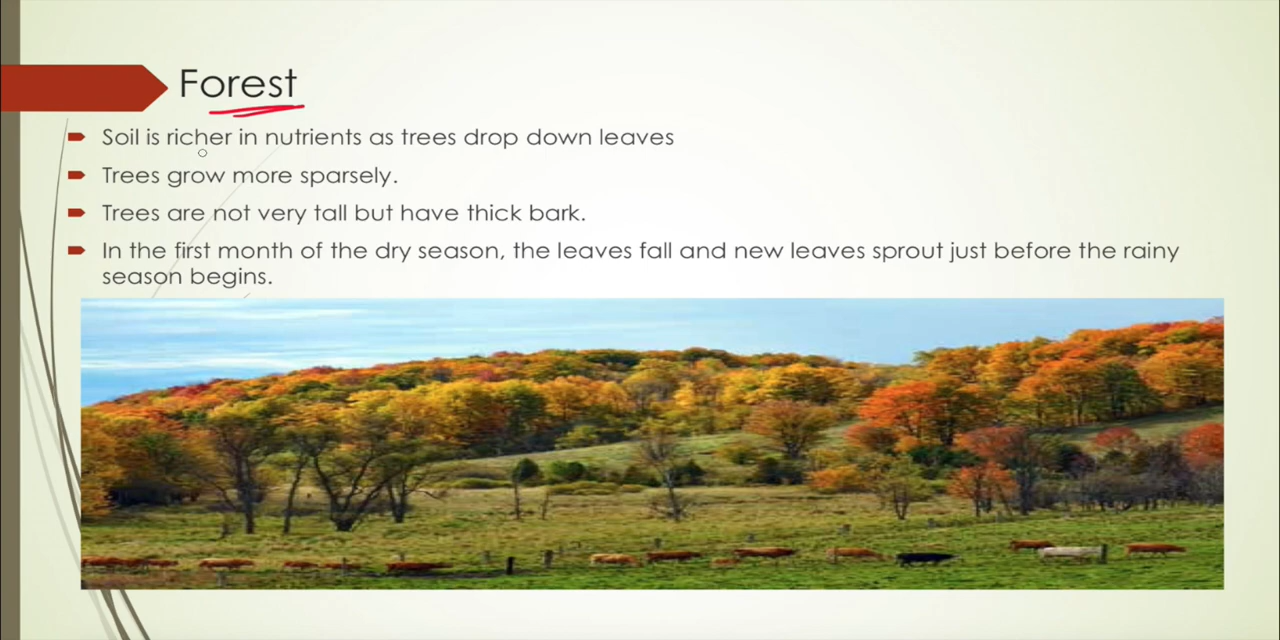 Forest
Soil is richer in nutrients as trees drop down leaves
Trees grow more sparsely.
Trees are not very tall but have thick bark.
In the first month of the dry season, the leaves fall and new leaves sprout just before the rainy
season begins.